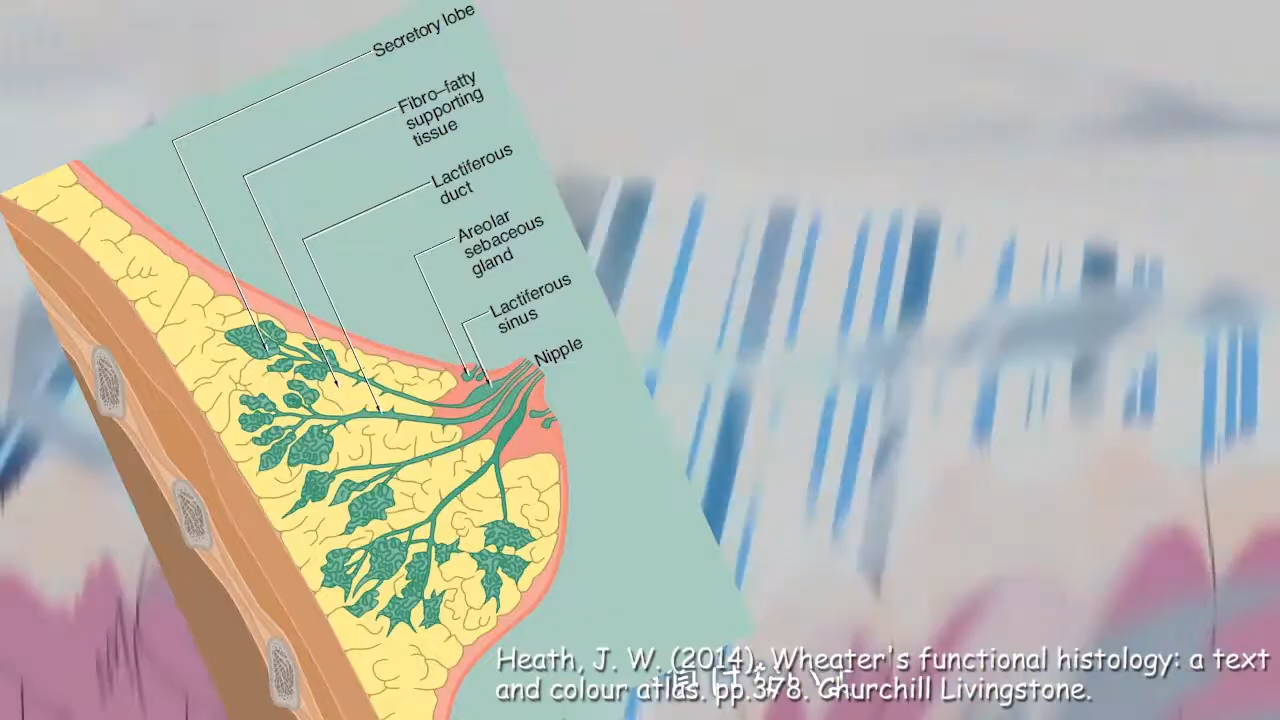 Secretory lobe
Fibro–fatty
supporting
tissue
Lactiferous
duct
Areolar
sebaceous
gland
Lactiferous
sinus
Nipple
Heath, J. W. (2014). Wheater's functional histology: a text
and colour atlas. pp.378. Churchill Livingstone.